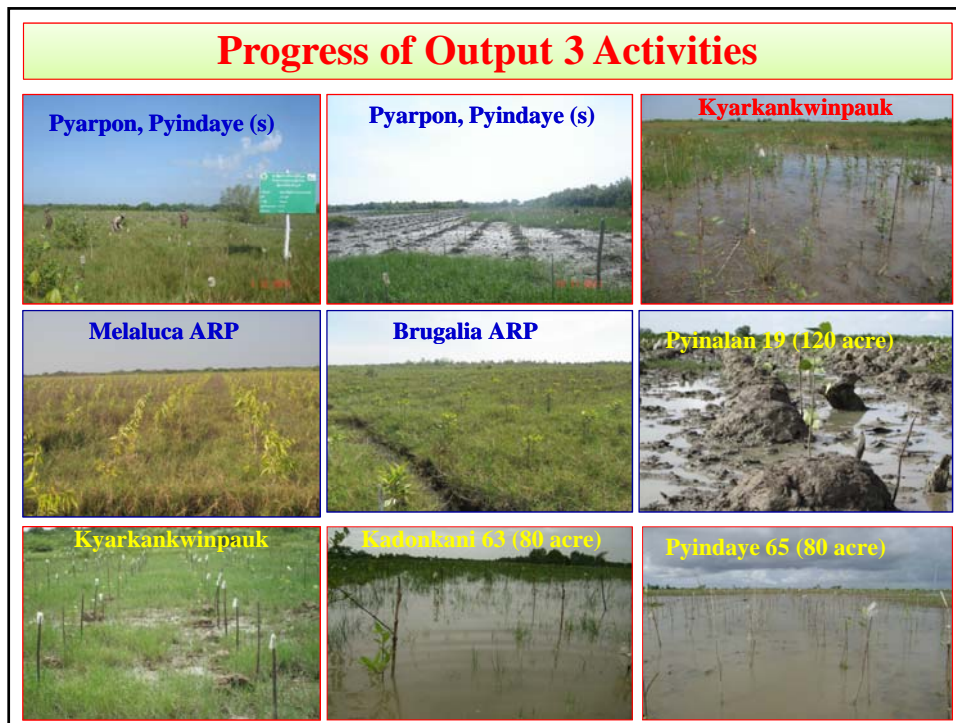 Progress of Output 3 Activities
Pyarpon, Pyindaye (s)
Pyarpon, Pyindaye (s)
Kyarkankwinpauk
Melaluca ARP
Brugalia ARP
Pyinalan 19 (120 acre)
Kyarkankwinpauk
Kadonkani 63 (80 acre)
Pyindaye 65 (80 acre)